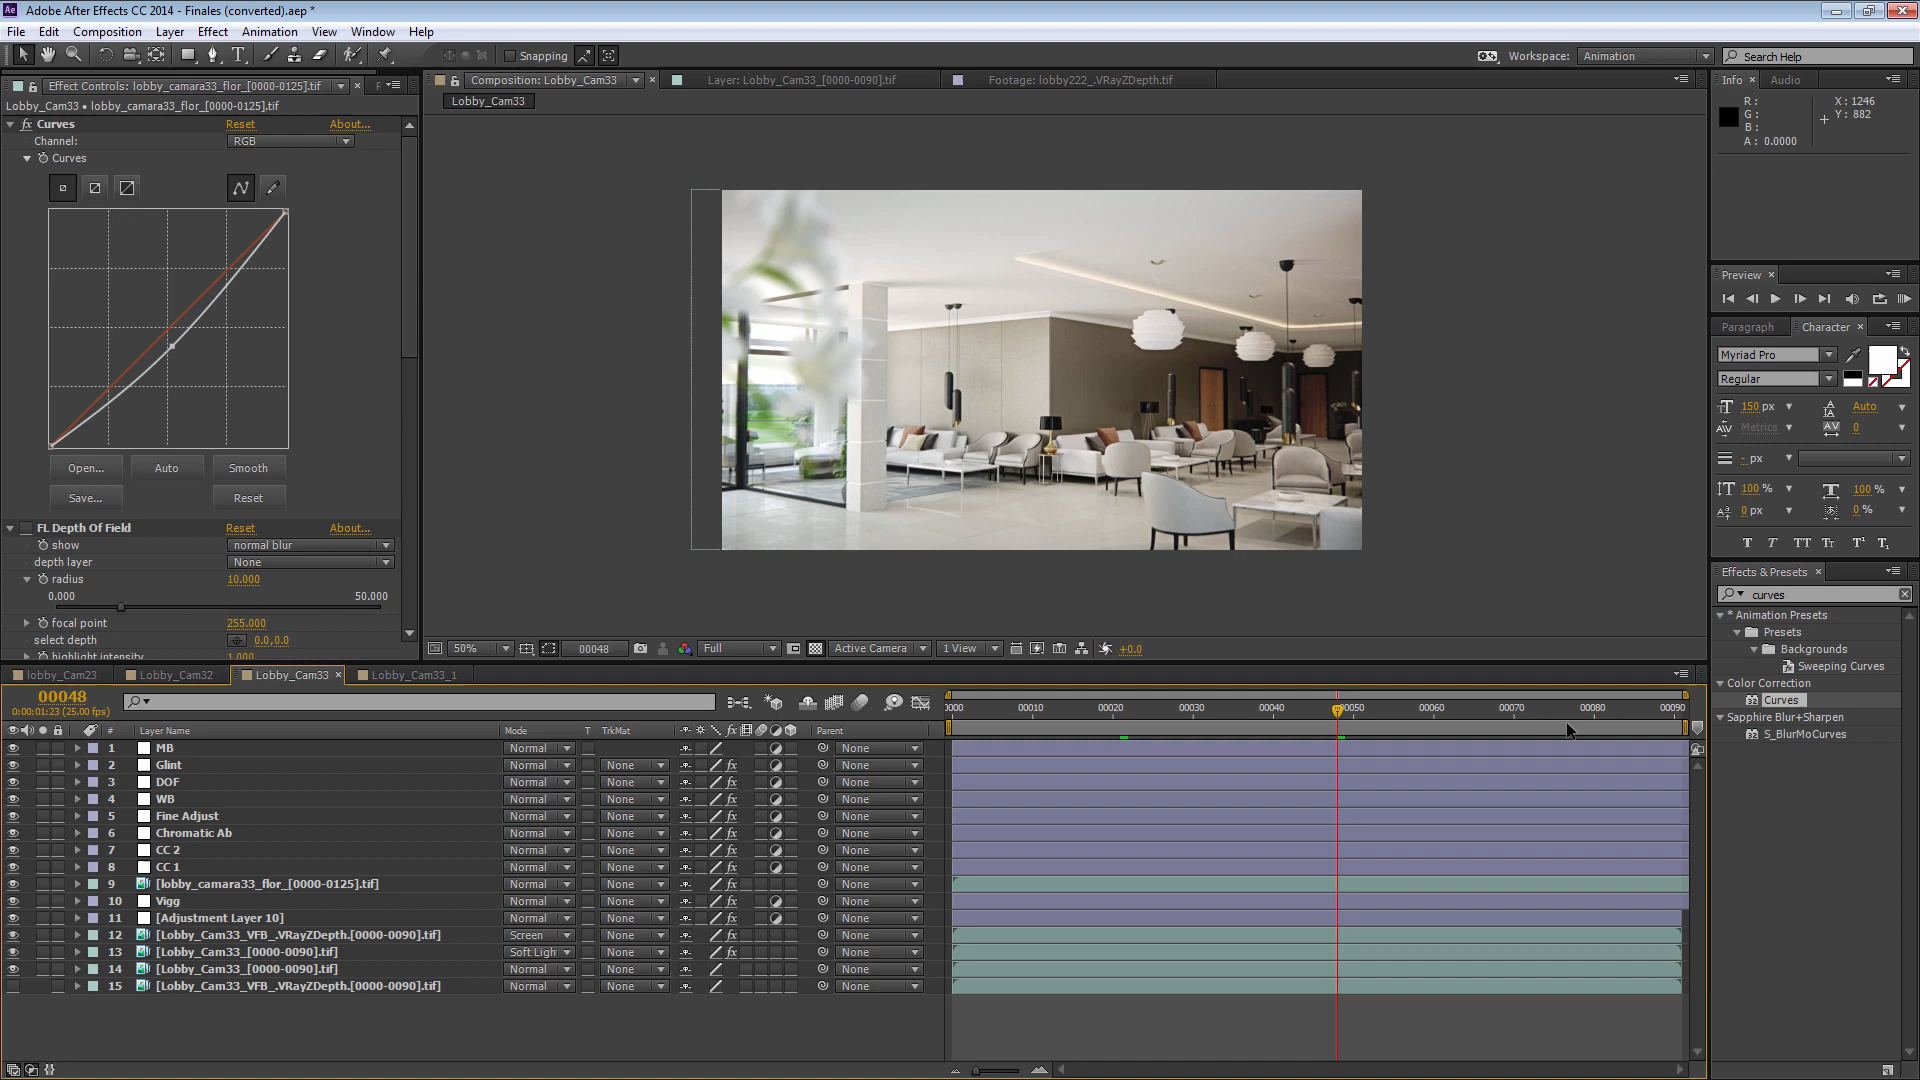 Adobe After Effects CC 2014 - Finales (converted).aep *
File Edit Composition Layer Effect Animation View Window Help
Snapping
Workspace: Animation
Search Help
Effect Controls: lobby_camara33_flor_[0000-0125].tif
Lobby_Cam33 • lobby_camara33_flor_[0000-0125].tif
fx Curves Reset About...
Channel: RGB
Curves
Open... Auto Smooth
Save... Reset
FL Depth Of Field Reset About...
show normal blur
depth layer None
radius 10.000
0.000 50.000
focal point 255.000
select depth 0.0,0.0
highlight intensity 1.000
Composition: Lobby_Cam33
Layer: Lobby_Cam33_[0000-0090].tif
Footage: lobby222_.VRayZDepth.tif
Lobby_Cam33
50% 00048 Full Active Camera 1 View +0.0
Info Audio
R: X: 1246
G: Y: 882
B:
A: 0.0000
Preview
Paragraph Character
Myriad Pro
Regular
150 px Auto
Metrics 0
- px
100 % 100 %
0 px 0 %
Effects & Presets
curves
* Animation Presets
Presets
Backgrounds
Sweeping Curves
Color Correction
Curves
Sapphire Blur+Sharpen
S_BlurMoCurves
lobby_Cam23 Lobby_Cam32 Lobby_Cam33 Lobby_Cam33_1
00048
0:00:01:23 (25.00 fps)
0000 00010 00020 00030 00040 00050 00060 00070 00080 00090
# Layer Name Mode T TrkMat Parent
1 MB Normal None
2 Glint Normal None None
3 DOF Normal None None
4 WB Normal None None
5 Fine Adjust Normal None None
6 Chromatic Ab Normal None None
7 CC 2 Normal None None
8 CC 1 Normal None None
9 [lobby_camara33_flor_[0000-0125].tif] Normal None None
10 Vigg Normal None None
11 [Adjustment Layer 10] Normal None None
12 [Lobby_Cam33_VFB_.VRayZDepth.[0000-0090].tif] Screen None None
13 [Lobby_Cam33_[0000-0090].tif] Soft Ligh None None
14 [Lobby_Cam33_[0000-0090].tif] Normal None None
15 [Lobby_Cam33_VFB_.VRayZDepth.[0000-0090].tif] Normal None None